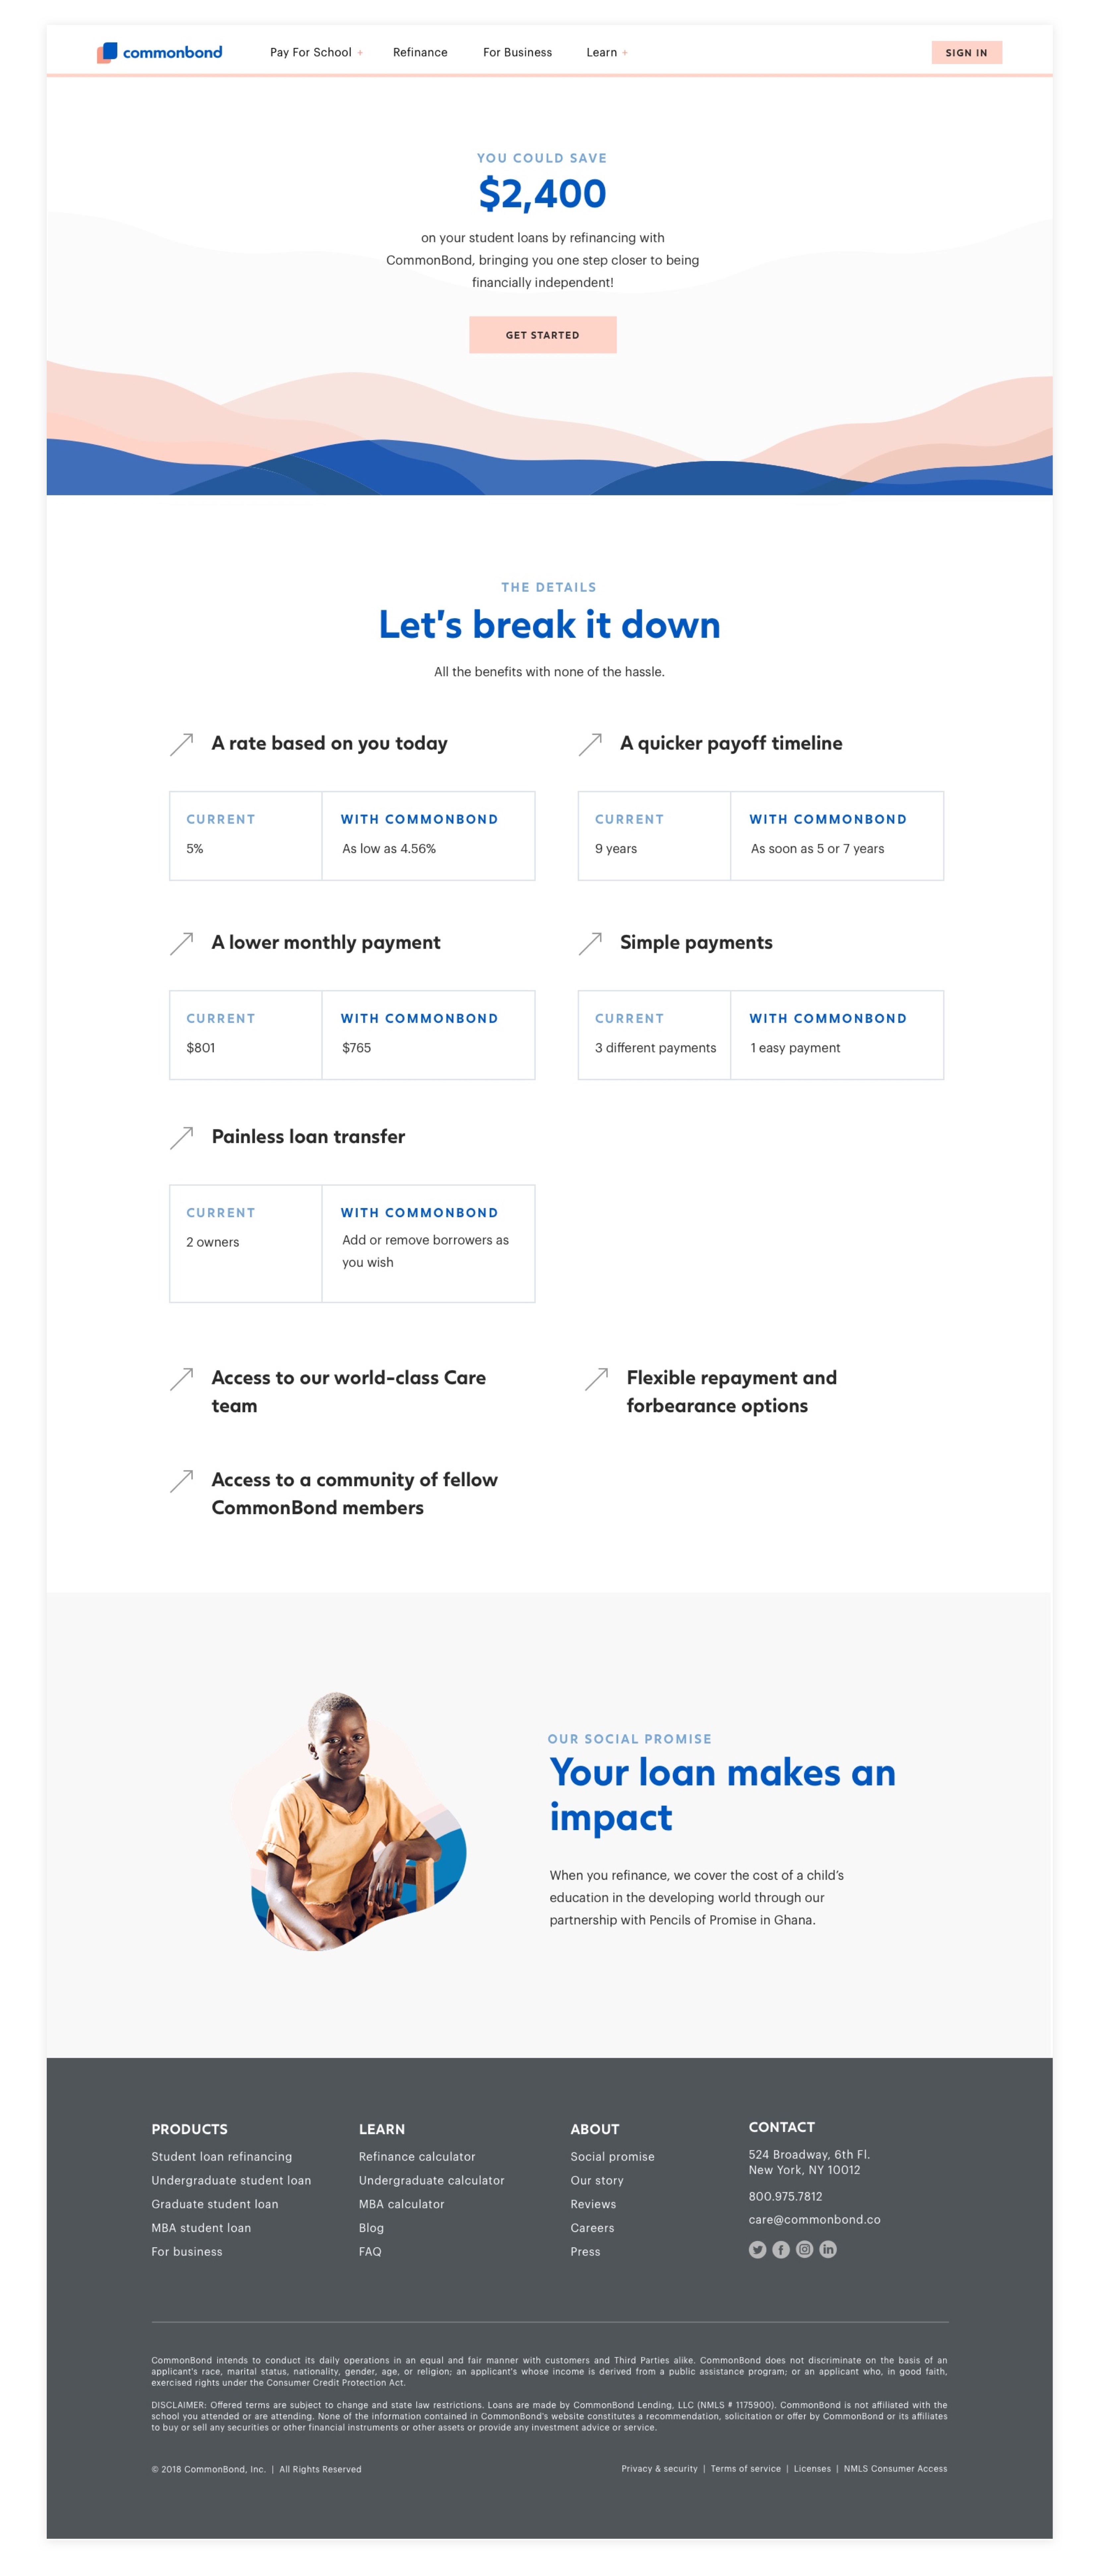 commonbond
Pay For School +
Refinance
For Business
Learn +
SIGN IN
YOU COULD SAVE
$2,400
on your student loans by refinancing with
CommonBond, bringing you one step closer to being
financially independent!
GET STARTED
THE DETAILS
Let's break it down
All the benefits with none of the hassle.
A rate based on you today
CURRENT
5%
WITH COMMONBOND
As low as 4.56%
A quicker payoff timeline
CURRENT
9 years
WITH COMMONBOND
As soon as 5 or 7 years
A lower monthly payment
CURRENT
$801
WITH COMMONBOND
$765
Simple payments
CURRENT
3 different payments
WITH COMMONBOND
1 easy payment
Painless loan transfer
CURRENT
2 owners
WITH COMMONBOND
Add or remove borrowers as
you wish
Access to our world-class Care
team
Flexible repayment and
forbearance options
Access to a community of fellow
CommonBond members
OUR SOCIAL PROMISE
Your loan makes an
impact
When you refinance, we cover the cost of a child's
education in the developing world through our
partnership with Pencils of Promise in Ghana.
PRODUCTS
Student loan refinancing
Undergraduate student loan
Graduate student loan
MBA student loan
For business
LEARN
Refinance calculator
Undergraduate calculator
MBA calculator
Blog
FAQ
ABOUT
Social promise
Our story
Reviews
Careers
Press
CONTACT
524 Broadway, 6th Fl.
New York, NY 10012
800.975.7812
care@commonbond.co
CommonBond intends to conduct its daily operations in an equal and fair manner with customers and Third Parties alike. CommonBond does not discriminate on the basis of an
applicant's race, marital status, nationality, gender, age, or religion; an applicant's whose income is derived from a public assistance program; or an applicant who, in good faith,
exercised rights under the Consumer Credit Protection Act.
DISCLAIMER: Offered terms are subject to change and state law restrictions. Loans are made by CommonBond Lending, LLC (NMLS # 1175900). CommonBond is not affiliated with the
school you attended or are attending. None of the information contained in CommonBond's website constitutes a recommendation, solicitation or offer by CommonBond or its affiliates
to buy or sell any securities or other financial instruments or other assets or provide any investment advice or service.
© 2018 CommonBond, Inc. | All Rights Reserved
Privacy & security | Terms of service | Licenses | NMLS Consumer Access